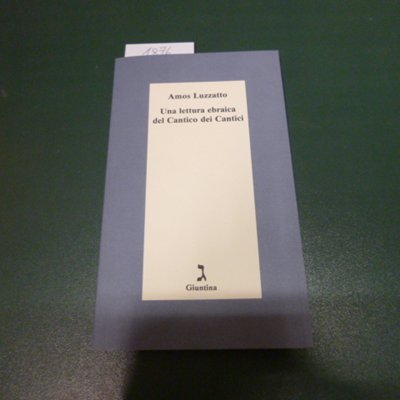 1876
Amos Luzzatto
Una lettura ebraica
del Cantico dei Cantici
ג
Giuntina